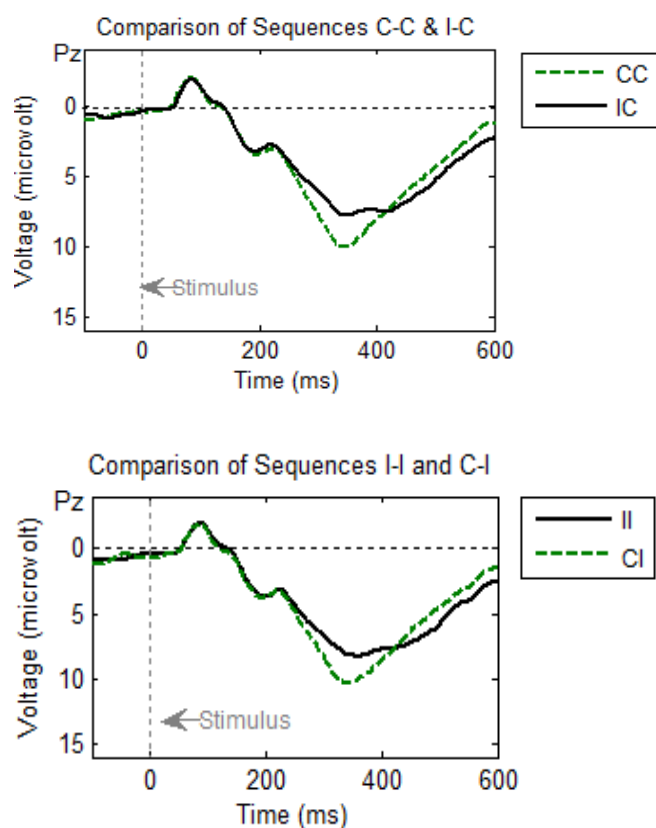 Comparison of Sequences C-C & I-C
Pz
0
5
10
15
Voltage (microvolt)
Stimulus
0 200 400 600
Time (ms)
CC
IC
Comparison of Sequences I-I and C-I
Pz
0
5
10
15
Voltage (microvolt)
Stimulus
0 200 400 600
Time (ms)
II
CI